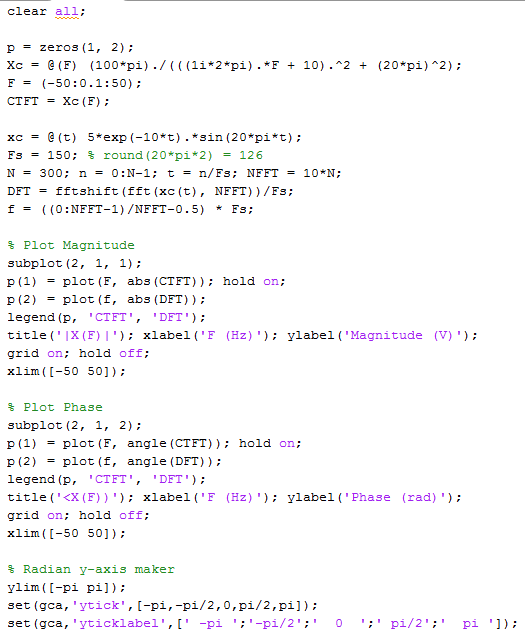 clear all;
p = zeros(1, 2);
Xc = @(F) (100*pi)./(((1i*2*pi).*F + 10).^2 + (20*pi)^2);
F = (-50:0.1:50);
CTFT = Xc(F);
xc = @(t) 5*exp(-10*t).*sin(20*pi*t);
Fs = 150; % round(20*pi*2) = 126
N = 300; n = 0:N-1; t = n/Fs; NFFT = 10*N;
DFT = fftshift(fft(xc(t), NFFT))/Fs;
f = ((0:NFFT-1)/NFFT-0.5) * Fs;
% Plot Magnitude
subplot(2, 1, 1);
p(1) = plot(F, abs(CTFT)); hold on;
p(2) = plot(f, abs(DFT));
legend(p, 'CTFT', 'DFT');
title('|X(F)|'); xlabel('F (Hz)'); ylabel('Magnitude (V)');
grid on; hold off;
xlim([-50 50]);
% Plot Phase
subplot(2, 1, 2);
p(1) = plot(F, angle(CTFT)); hold on;
p(2) = plot(f, angle(DFT));
legend(p, 'CTFT', 'DFT');
title('<X(F))'); xlabel('F (Hz)'); ylabel('Phase (rad)');
grid on; hold off;
xlim([-50 50]);
% Radian y-axis maker
ylim([-pi pi]);
set(gca,'ytick',[-pi,-pi/2,0,pi/2,pi]);
set(gca,'yticklabel',[' -pi ';'-pi/2';'  0  ';' pi/2';'  pi ']);